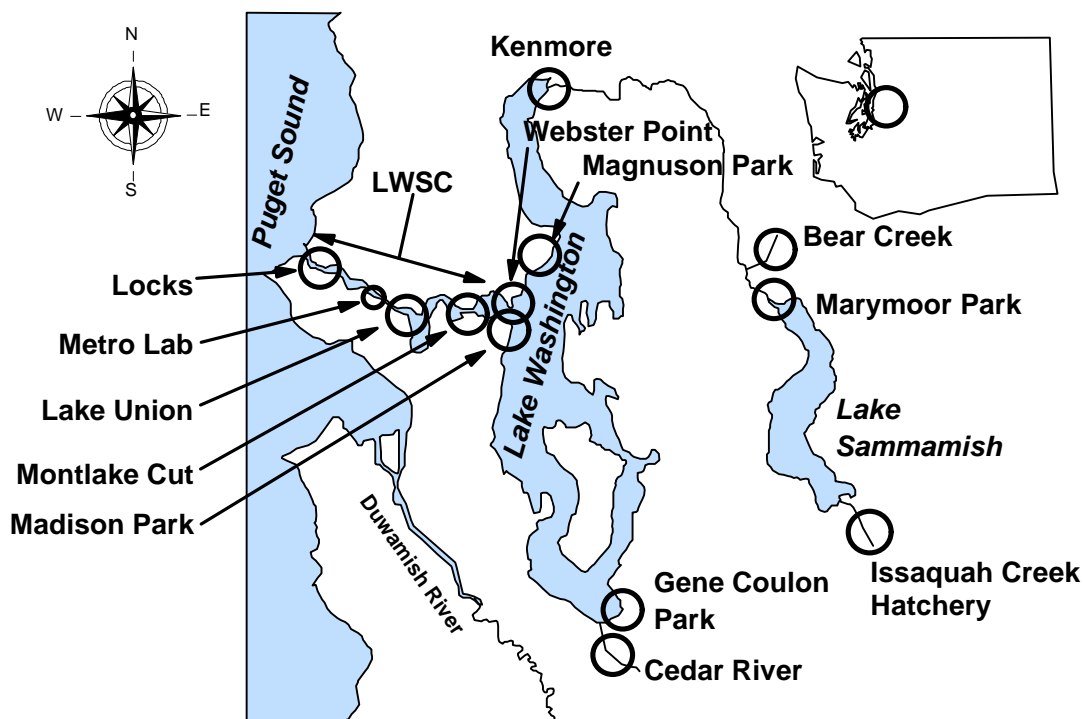 N
W
E
S
Puget Sound
Kenmore
Webster Point
Magnuson Park
LWSC
Bear Creek
Locks
Marymoor Park
Metro Lab
Lake Washington
Lake Union
Lake
Sammamish
Montlake Cut
Madison Park
Duwamish River
Issaquah Creek
Hatchery
Gene Coulon
Park
Cedar River